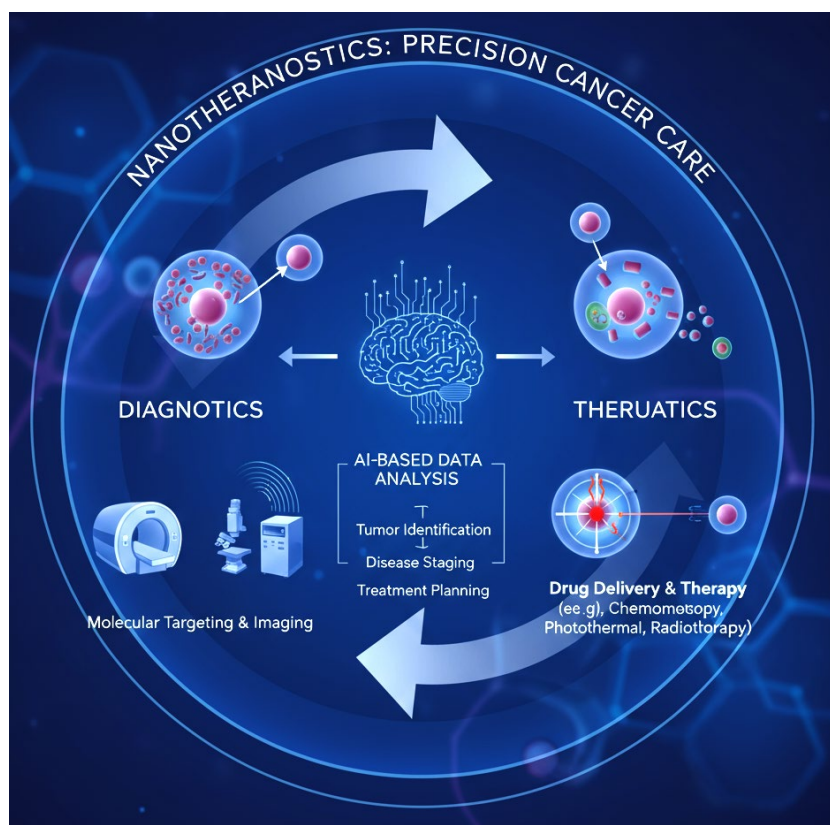 NANOTHERANOSTICS: PRECISION CANCER CARE
DIAGNOTICS
THERUATICS
AI-BASED DATA
ANALYSIS
Tumor Identification
Disease Staging
Treatment Planning
Molecular Targeting & Imaging
Drug Delivery & Therapy
(ee.g), Chemomotsopy,
Photothermal, Radiottorapy)